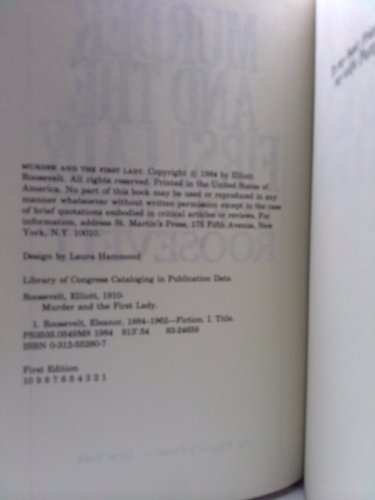 MURDER AND THE FIRST LADY. Copyright © 1984 by Elliott
Roosevelt. All rights reserved. Printed in the United States of
America. No part of this book may be used or reproduced in any
manner whatsoever without written permission except in the case
of brief quotations embodied in critical articles or reviews. For
information, address St. Martin's Press, 175 Fifth Avenue, New
York, N.Y. 10010.
Design by Laura Hammond
Library of Congress Cataloging in Publication Data
Roosevelt, Elliott, 1910-
Murder and the First Lady.
1. Roosevelt, Eleanor, 1884-1962—Fiction. I. Title.
PS3535.O549M8 1984 813'.54 83-24659
ISBN 0-312-55280-7
First Edition
10 9 8 7 6 5 4 3 2 1